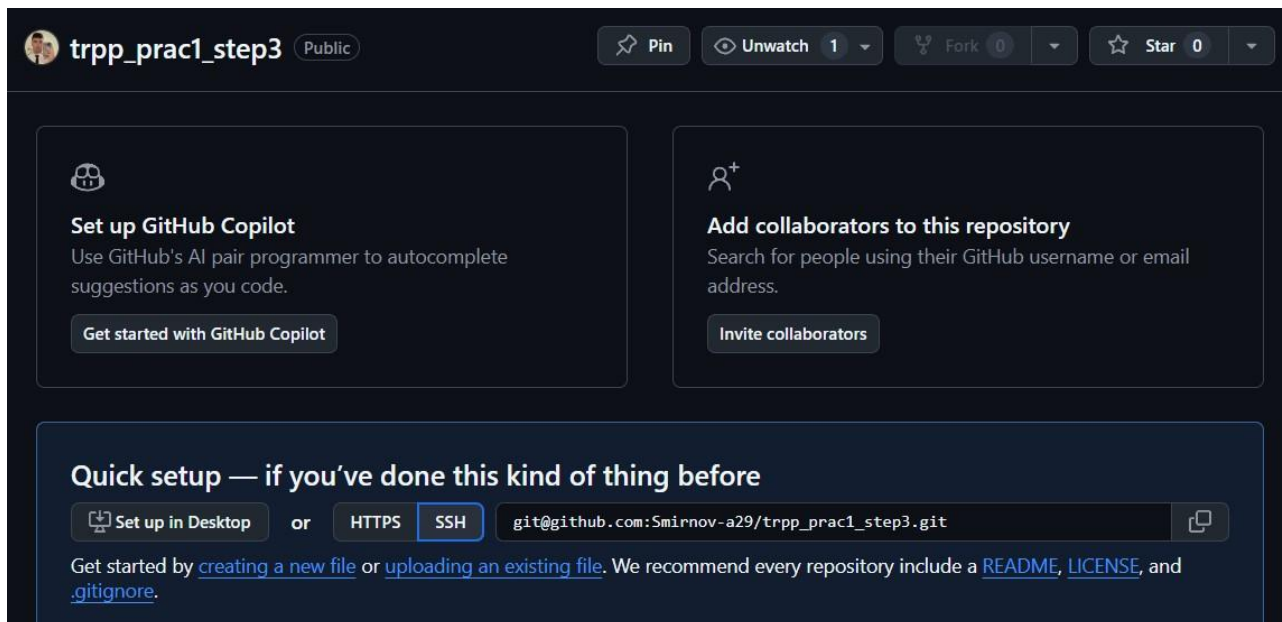 trpp_prac1_step3 Public
Pin Unwatch 1 Fork 0 Star 0
Set up GitHub Copilot
Use GitHub's AI pair programmer to autocomplete
suggestions as you code.
Get started with GitHub Copilot
Add collaborators to this repository
Search for people using their GitHub username or email
address.
Invite collaborators
Quick setup — if you’ve done this kind of thing before
Set up in Desktop or HTTPS SSH git@github.com:Smirnov-a29/trpp_prac1_step3.git
Get started by creating a new file or uploading an existing file. We recommend every repository include a README, LICENSE, and
.gitignore.